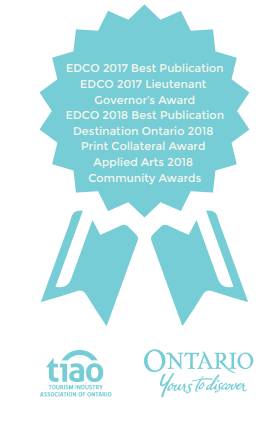 EDCO 2017 Best Publication
EDCO 2017 Lieutenant
Governor's Award
EDCO 2018 Best Publication
Destination Ontario 2018
Print Collateral Award
Applied Arts 2018
Community Awards
tiao
TOURISM INDUSTRY
ASSOCIATION OF ONTARIO
ONTARIO
Yours to discover